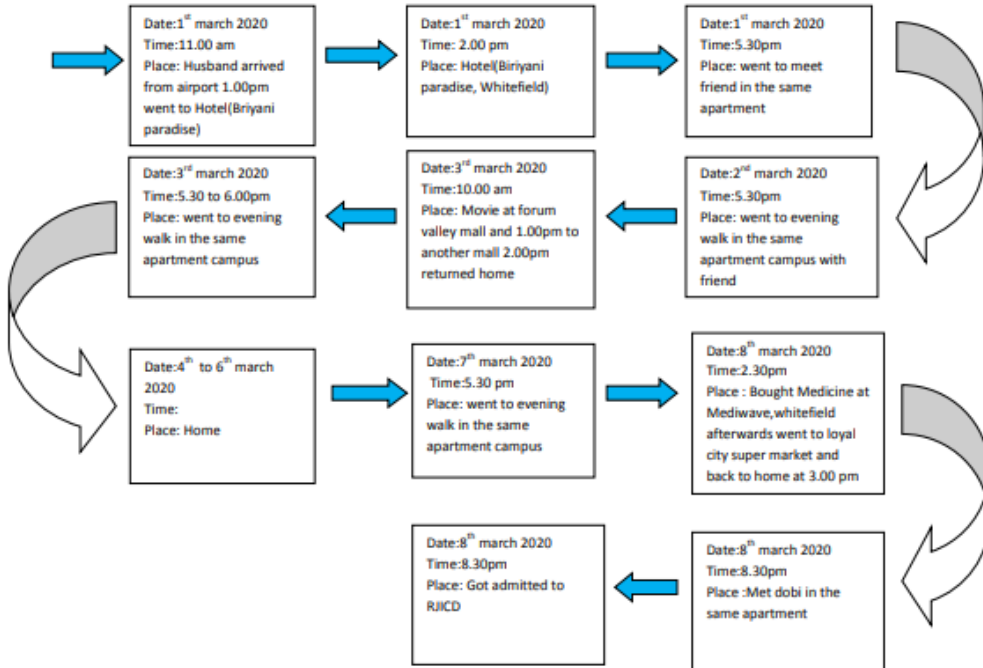 Date:1st march 2020
Time:11.00 am
Place: Husband arrived
from airport 1.00pm
went to Hotel(Briyani
paradise)
Date:1st march 2020
Time: 2.00 pm
Place: Hotel(Biriyani
paradise, Whitefield)
Date:1st march 2020
Time:5.30pm
Place: went to meet
friend in the same
apartment
Date:2nd march 2020
Time:5.30pm
Place: went to evening
walk in the same
apartment campus with
friend
Date:3rd march 2020
Time:10.00 am
Place: Movie at forum
valley mall and 1.00pm to
another mall 2.00pm
returned home
Date:3rd march 2020
Time:5.30 to 6.00pm
Place: went to evening
walk in the same
apartment campus
Date:4th to 6th march
2020
Time:
Place: Home
Date:7th march 2020
Time:5.30 pm
Place: went to evening
walk in the same
apartment campus
Date:8th march 2020
Time:2.30pm
Place : Bought Medicine at
Mediwave,whitefield
afterwards went to loyal
city super market and
back to home at 3.00 pm
Date:8th march 2020
Time:8.30pm
Place :Met dobi in the
same apartment
Date:8th march 2020
Time:8.30pm
Place: Got admitted to
RJICD